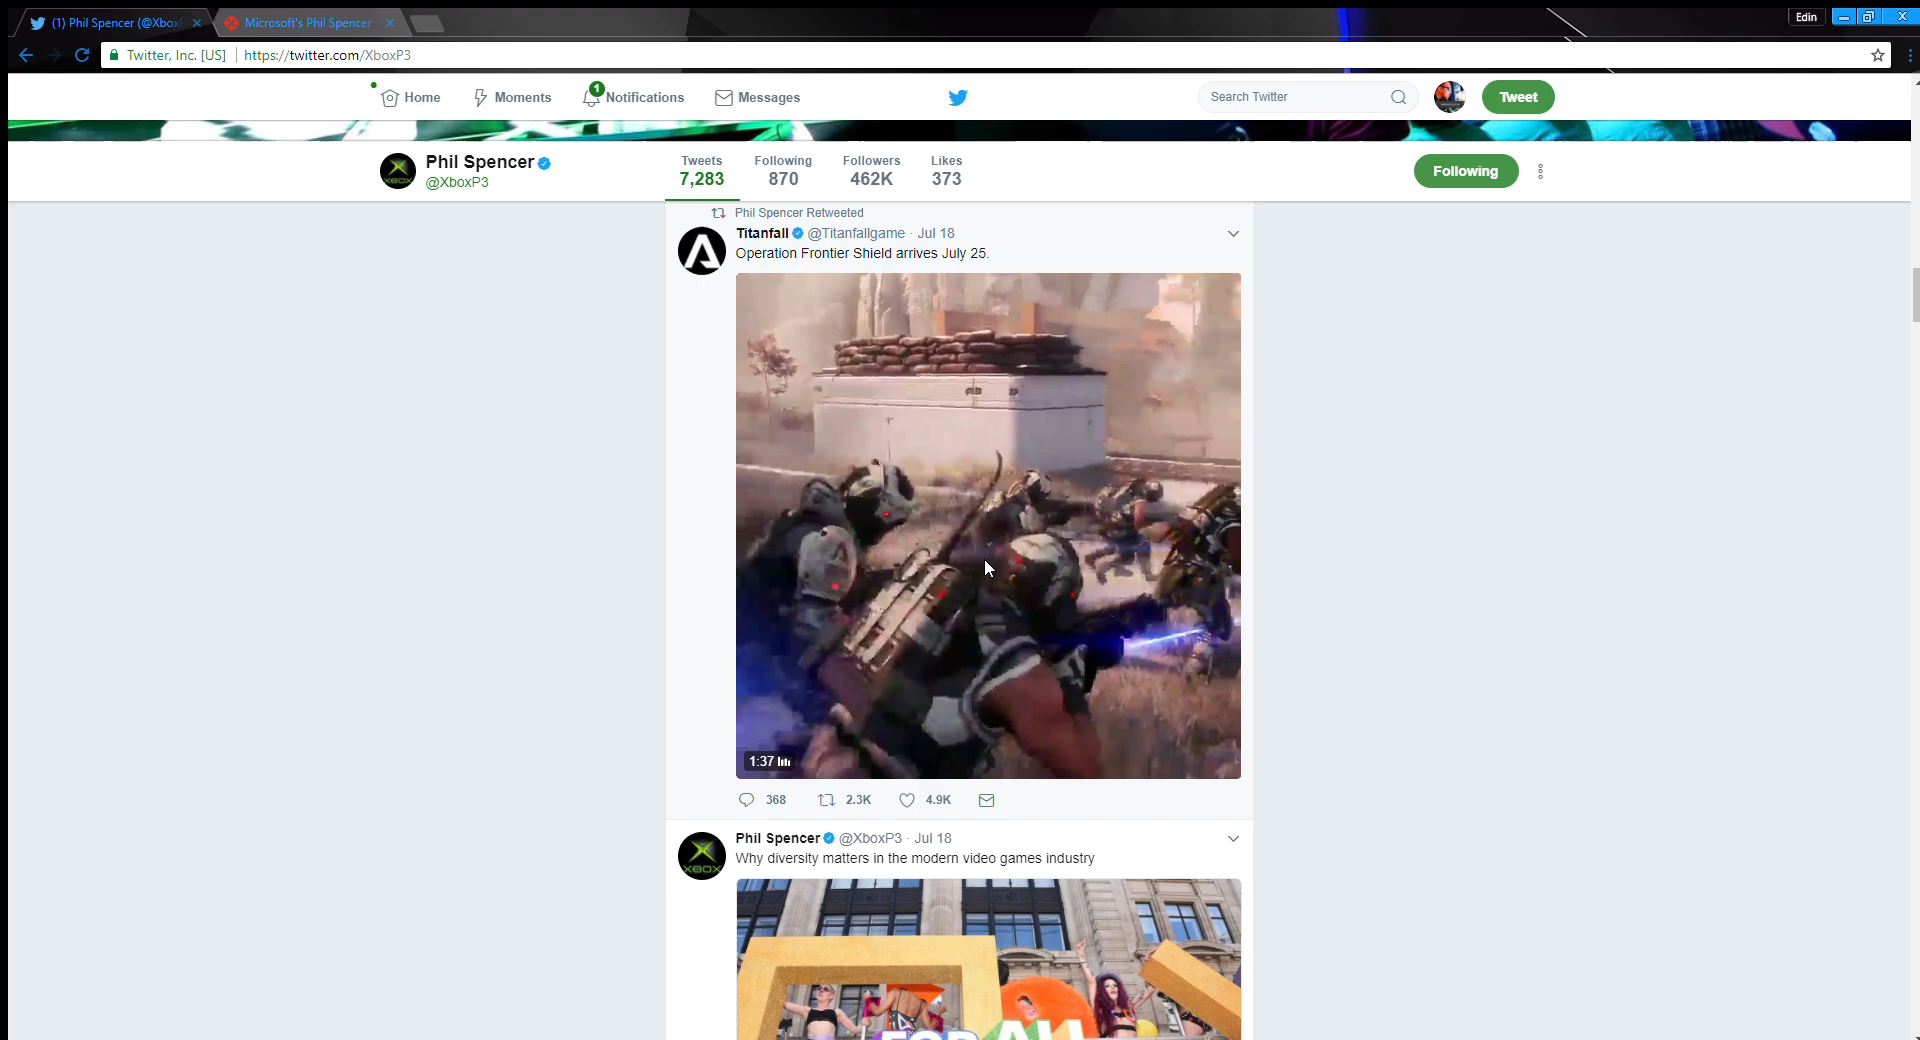 (1) Phil Spencer (@Xbox
Microsoft's Phil Spencer
Edin
Twitter, Inc. [US]
https://twitter.com/XboxP3
Home
Moments
1
Notifications
Messages
Search Twitter
Tweet
Phil Spencer
@XboxP3
Tweets
7,283
Following
870
Followers
462K
Likes
373
Following
Phil Spencer Retweeted
Titanfall @Titanfallgame · Jul 18
Operation Frontier Shield arrives July 25.
1:37
368
2.3K
4.9K
Phil Spencer @XboxP3 · Jul 18
Why diversity matters in the modern video games industry
XBOX
FOR ALL